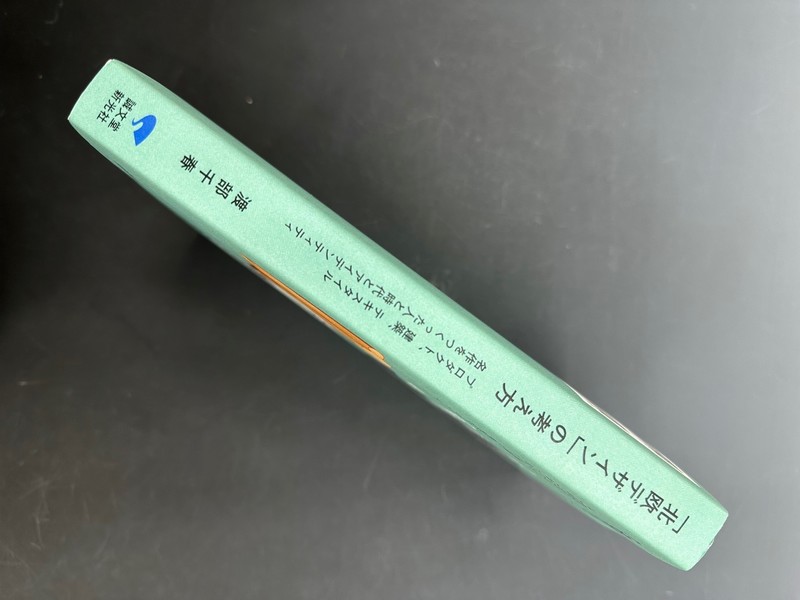 「北欧デザイン」の考え方
プロダクト、建築、テキスタイル
名作をつくった人と時代とアイデンティティ
渡部千春
誠文堂
新光社